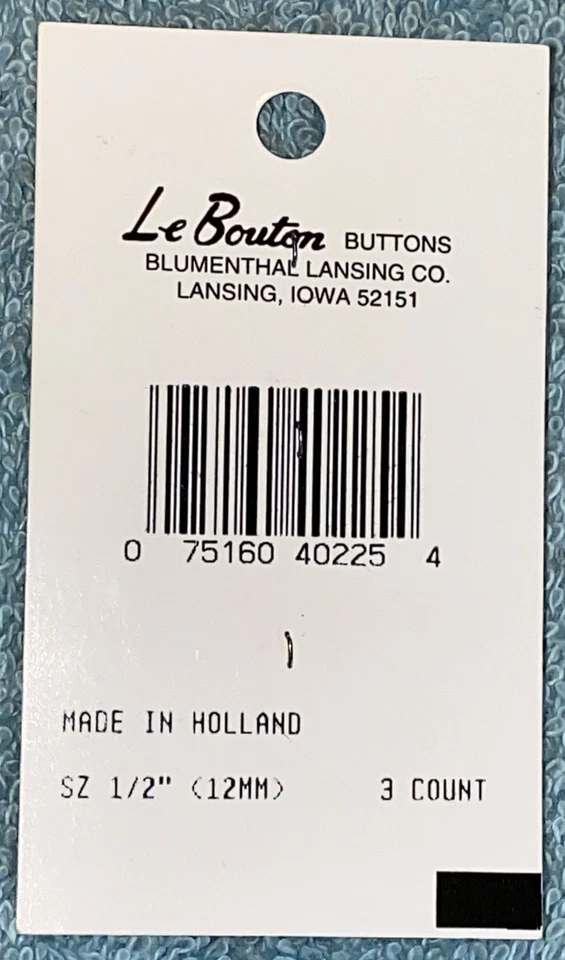 Le Bouton BUTTONS
BLUMENTHAL LANSING CO.
LANSING, IOWA 52151
0 75160 40225 4
MADE IN HOLLAND
SZ 1/2" (12MM) 3 COUNT